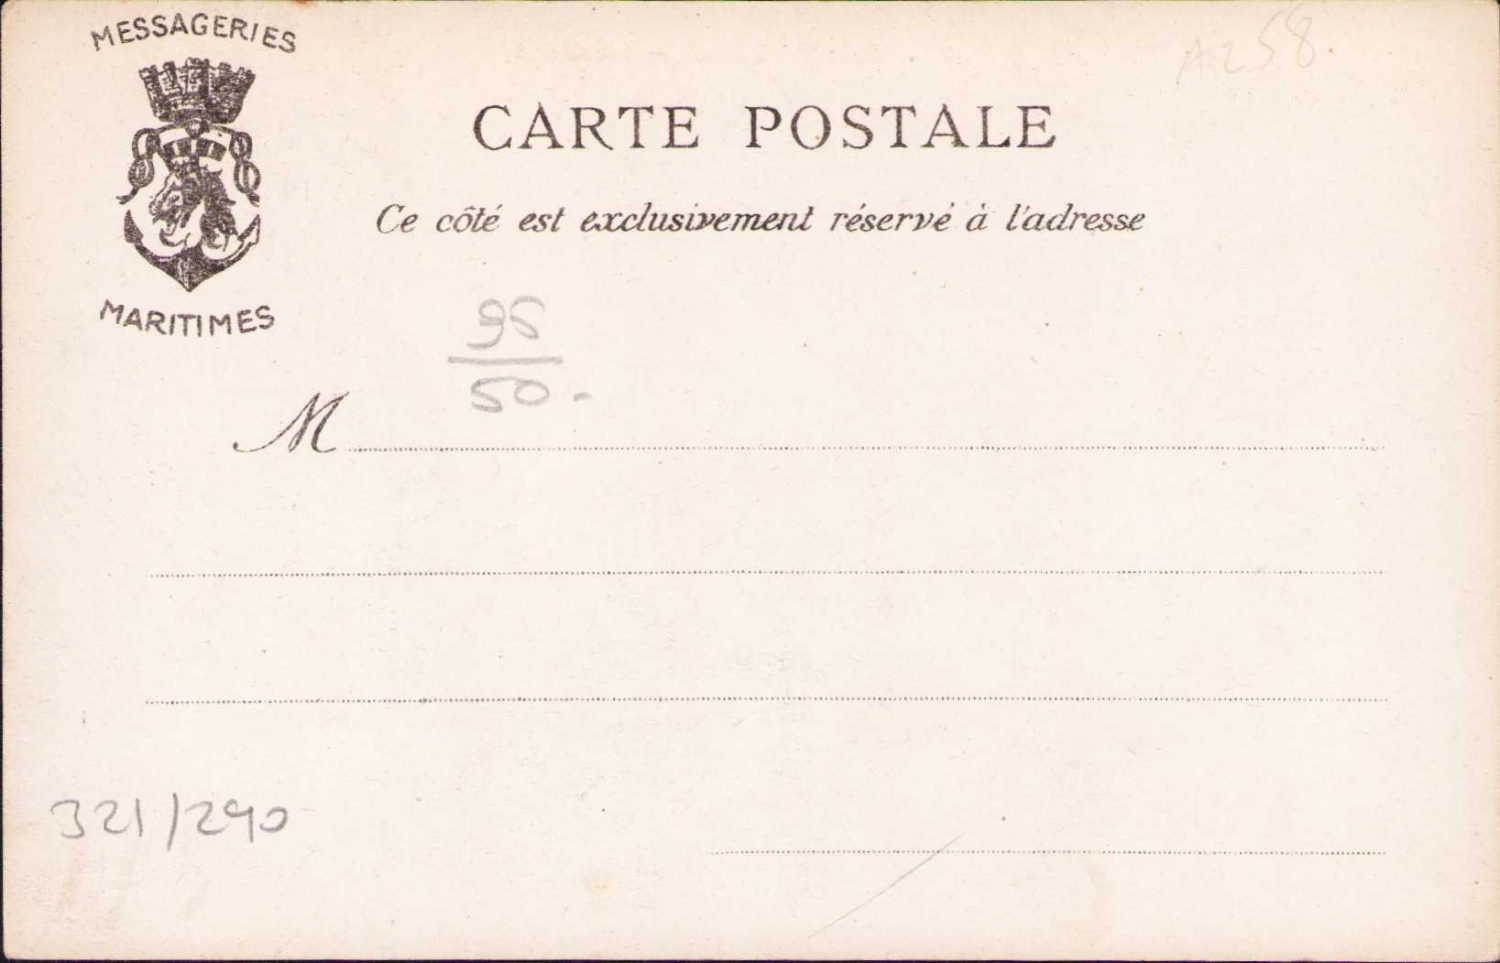 MESSAGERIES
MARITIMES
A258
CARTE POSTALE
Ce côté est exclusivement réservé à l'adresse
95
50.-
M
321/290